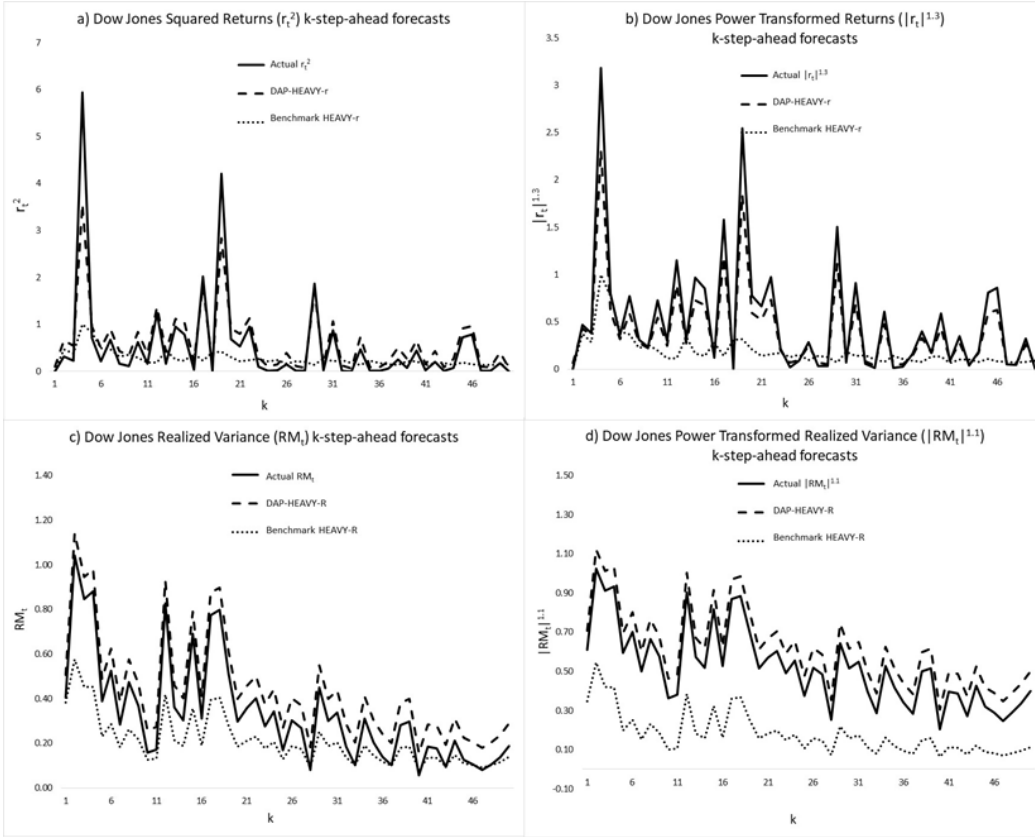 a) Dow Jones Squared Returns (rt²) k-step-ahead forecasts
7
6
5
4
3
2
1
0
rt²
Actual rt²
DAP-HEAVY-r
Benchmark HEAVY-r
1 6 11 16 21 26 31 36 41 46
k
b) Dow Jones Power Transformed Returns (|rt|¹·³)
k-step-ahead forecasts
3.5
3
2.5
2
1.5
1
0.5
0
|rt|¹·³
Actual |rt|¹·³
DAP-HEAVY-r
Benchmark HEAVY-r
1 6 11 16 21 26 31 36 41 46
k
c) Dow Jones Realized Variance (RMt) k-step-ahead forecasts
1.40
1.20
1.00
0.80
0.60
0.40
0.20
0.00
RMt
Actual RMt
DAP-HEAVY-R
Benchmark HEAVY-R
1 6 11 16 21 26 31 36 41 46
k
d) Dow Jones Power Transformed Realized Variance (|RMt|¹·¹)
k-step-ahead forecasts
1.50
1.30
1.10
0.90
0.70
0.50
0.30
0.10
-0.10
|RMt|¹·¹
Actual |RMt|¹·¹
DAP-HEAVY-R
Benchmark HEAVY-R
1 6 11 16 21 26 31 36 41 46
k